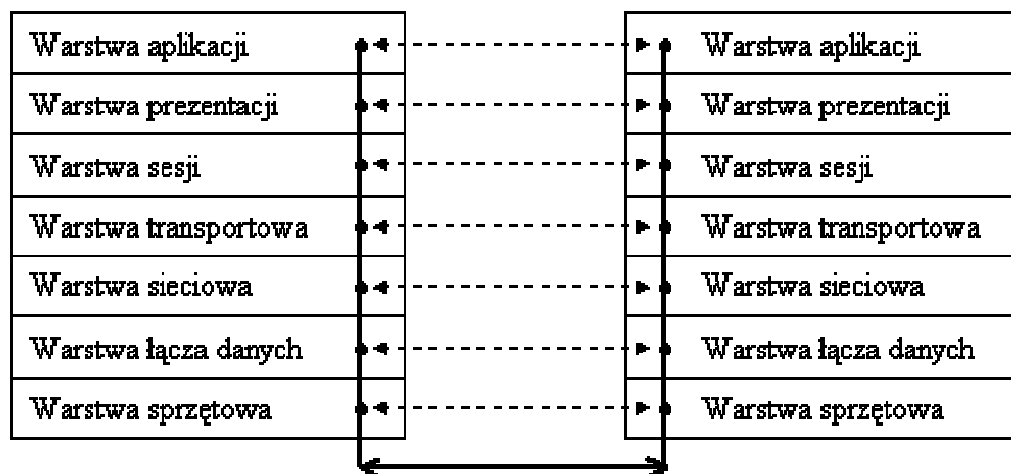 Warstwa aplikacji
Warstwa prezentacji
Warstwa sesji
Warstwa transportowa
Warstwa sieciowa
Warstwa łącza danych
Warstwa sprzętowa
Warstwa aplikacji
Warstwa prezentacji
Warstwa sesji
Warstwa transportowa
Warstwa sieciowa
Warstwa łącza danych
Warstwa sprzętowa